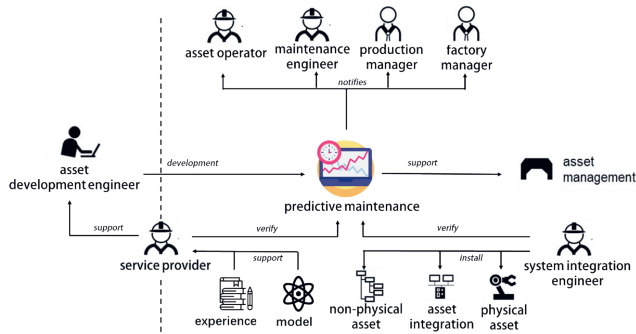 asset operator
maintenance
engineer
production
manager
factory
manager
notifies
asset
development engineer
development
support
asset
management
predictive maintenance
support
verify
verify
service provider
support
install
system integration
engineer
experience
model
non-physical
asset
asset
integration
physical
asset